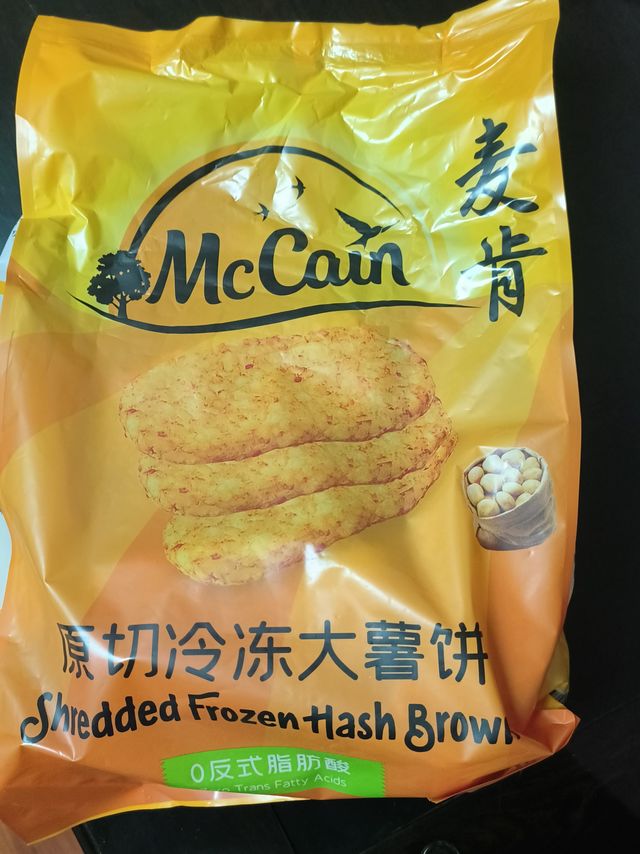 McCain
麦肯
原切冷冻大薯饼
Shredded Frozen Hash Brown
0反式脂肪酸
Trans Fatty Acids